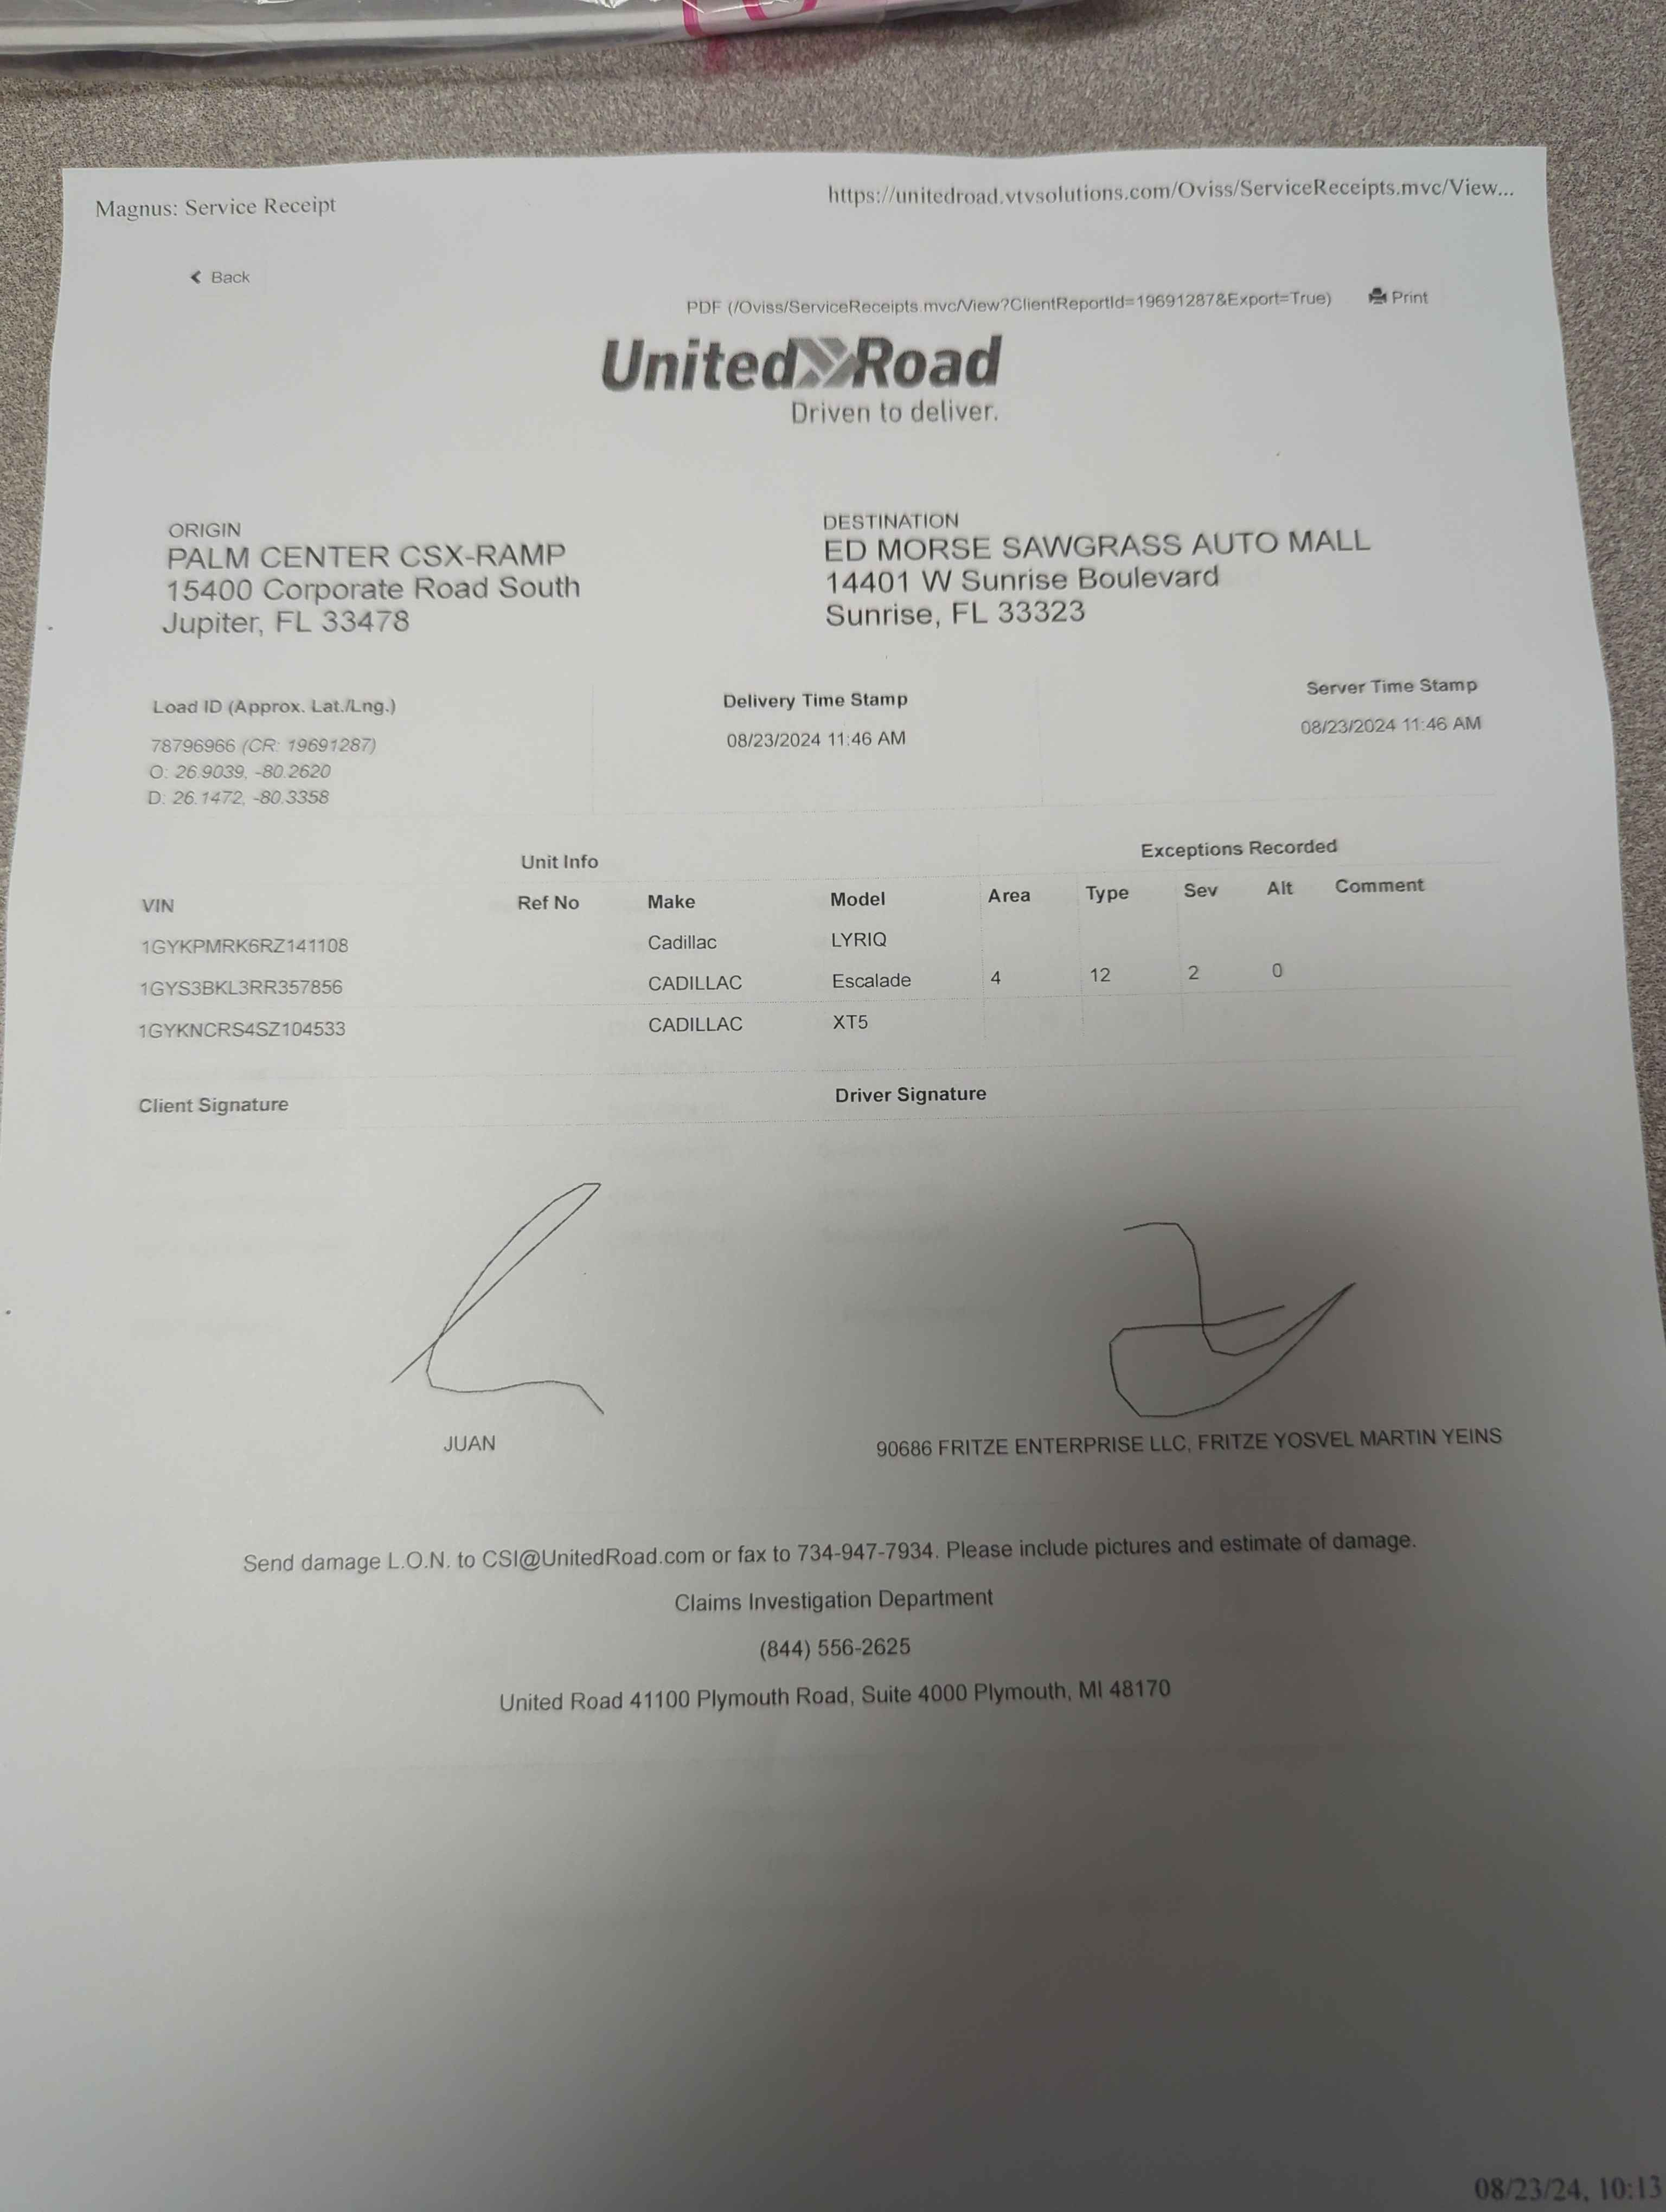 Magnus: Service Receipt
https://unitedroad.vtvsolutions.com/Oviss/ServiceReceipts.mvc/View...
Back
PDF (/Oviss/ServiceReceipts.mvc/View?ClientReportId=19691287&Export=True)
Print
United Road
Driven to deliver.
ORIGIN
PALM CENTER CSX-RAMP
15400 Corporate Road South
Jupiter, FL 33478
DESTINATION
ED MORSE SAWGRASS AUTO MALL
14401 W Sunrise Boulevard
Sunrise, FL 33323
Load ID (Approx. Lat./Lng.)
78796966 (CR: 19691287)
O: 26.9039, -80.2620
D: 26.1472, -80.3358
Delivery Time Stamp
08/23/2024 11:46 AM
Server Time Stamp
08/23/2024 11:46 AM
Unit Info Exceptions Recorded
VIN Ref No Make Model Area Type Sev Alt Comment
1GYKPMRK6RZ141108 Cadillac LYRIQ
1GYS3BKL3RR357856 CADILLAC Escalade 4 12 2 0
1GYKNCRS4SZ104533 CADILLAC XT5
Client Signature Driver Signature
JUAN
90686 FRITZE ENTERPRISE LLC, FRITZE YOSVEL MARTIN YEINS
Send damage L.O.N. to CSI@UnitedRoad.com or fax to 734-947-7934. Please include pictures and estimate of damage.
Claims Investigation Department
(844) 556-2625
United Road 41100 Plymouth Road, Suite 4000 Plymouth, MI 48170
08/23/24, 10:13